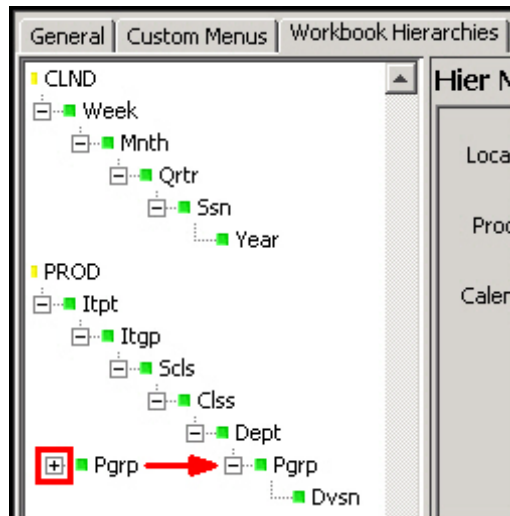 General Custom Menus Workbook Hierarchies
CLND
Week
Mnth
Qrtr
Ssn
Year
PROD
Itpt
Itgp
Scls
Clss
Dept
Pgrp Pgrp
Dvsn
Hier